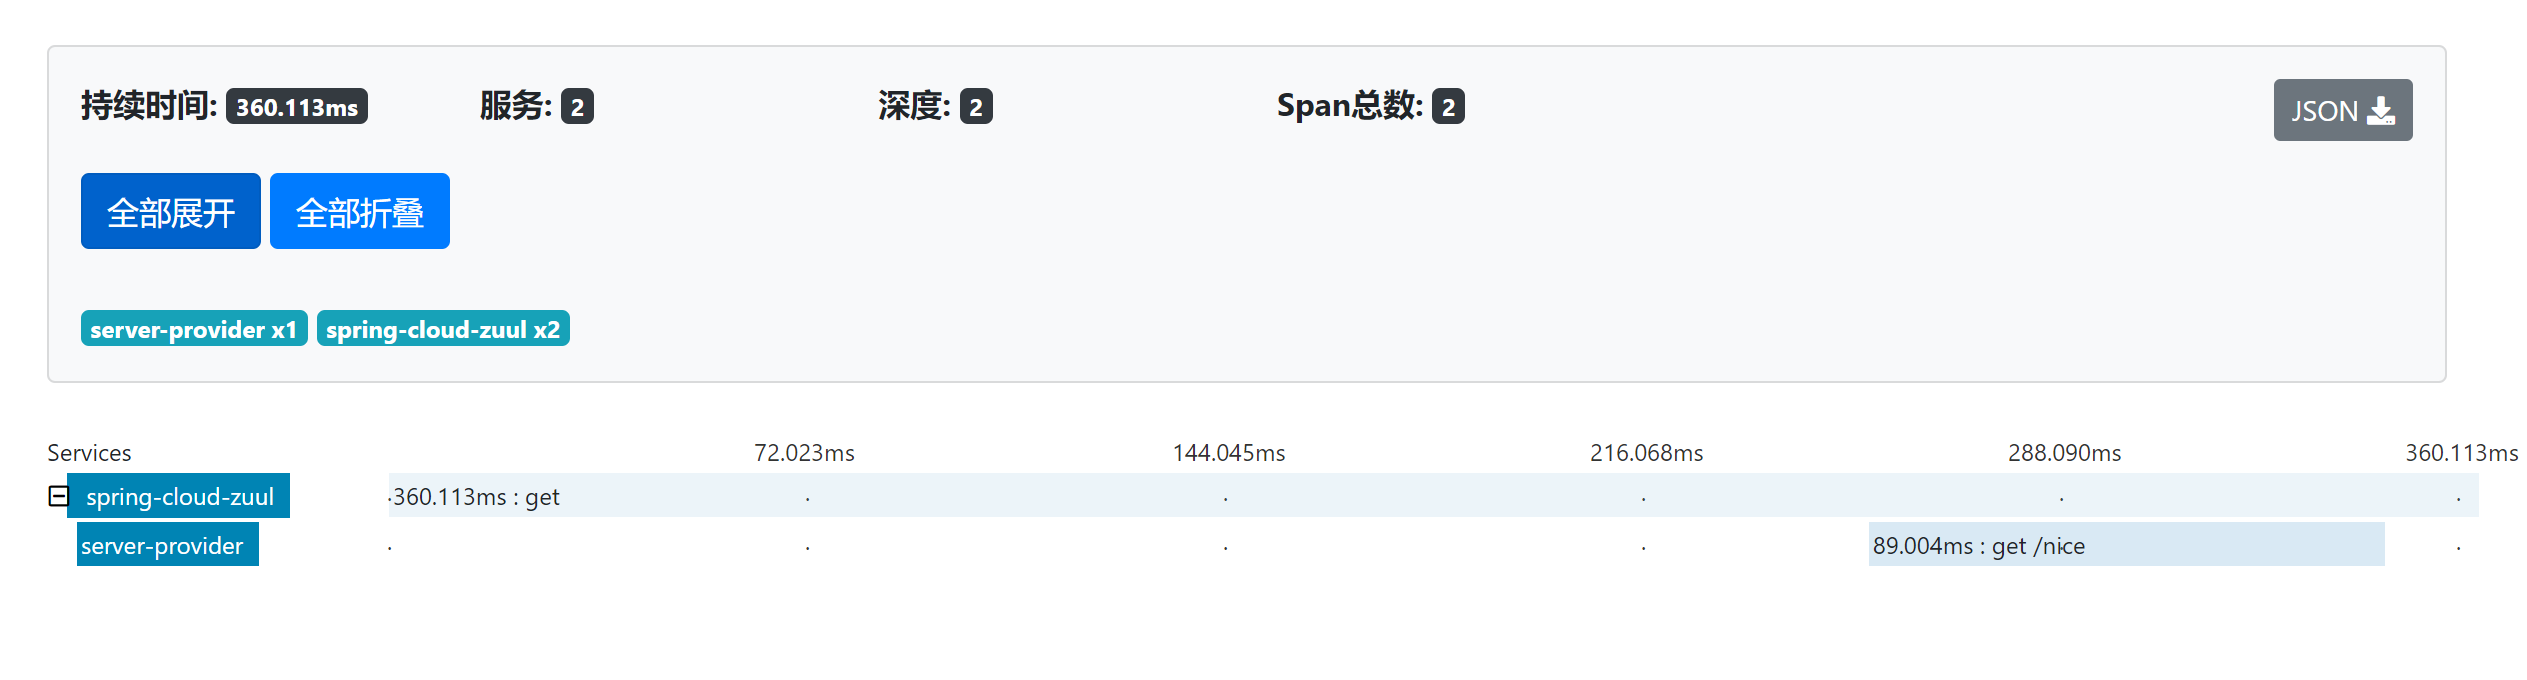 持续时间: 360.113ms 服务: 2 深度: 2 Span总数: 2 JSON
全部展开 全部折叠
server-provider x1 spring-cloud-zuul x2
Services 72.023ms 144.045ms 216.068ms 288.090ms 360.113ms
spring-cloud-zuul 360.113ms : get
server-provider 89.004ms : get /nice